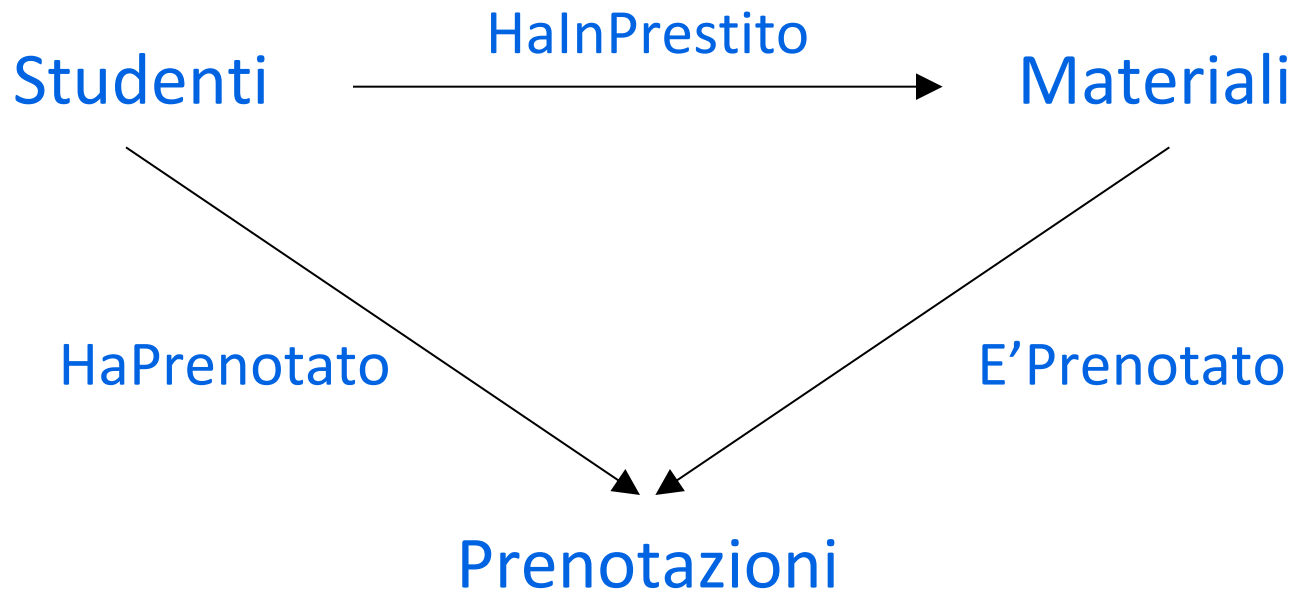 HaInPrestito
Studenti
Materiali
HaPrenotato
E’Prenotato
Prenotazioni